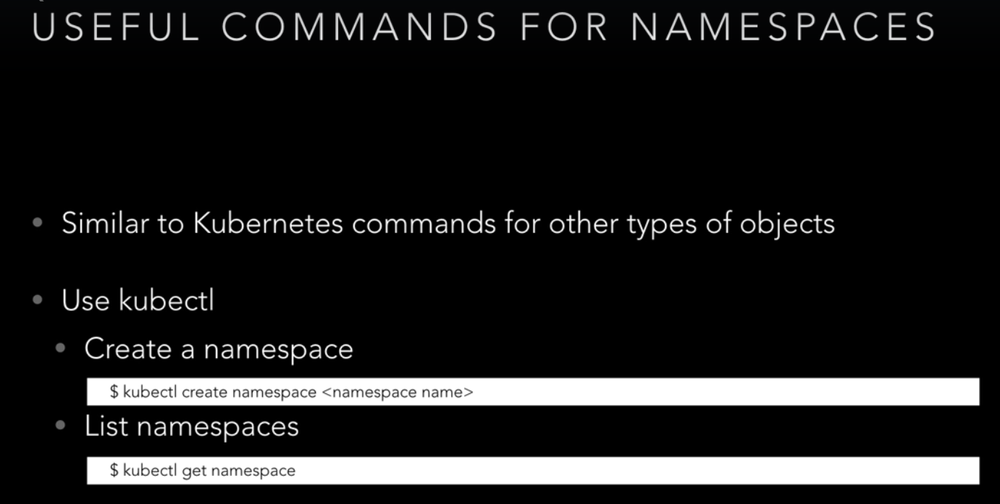 USEFUL COMMANDS FOR NAMESPACES
• Similar to Kubernetes commands for other types of objects
• Use kubectl
• Create a namespace
$ kubectl create namespace <namespace name>
• List namespaces
$ kubectl get namespace